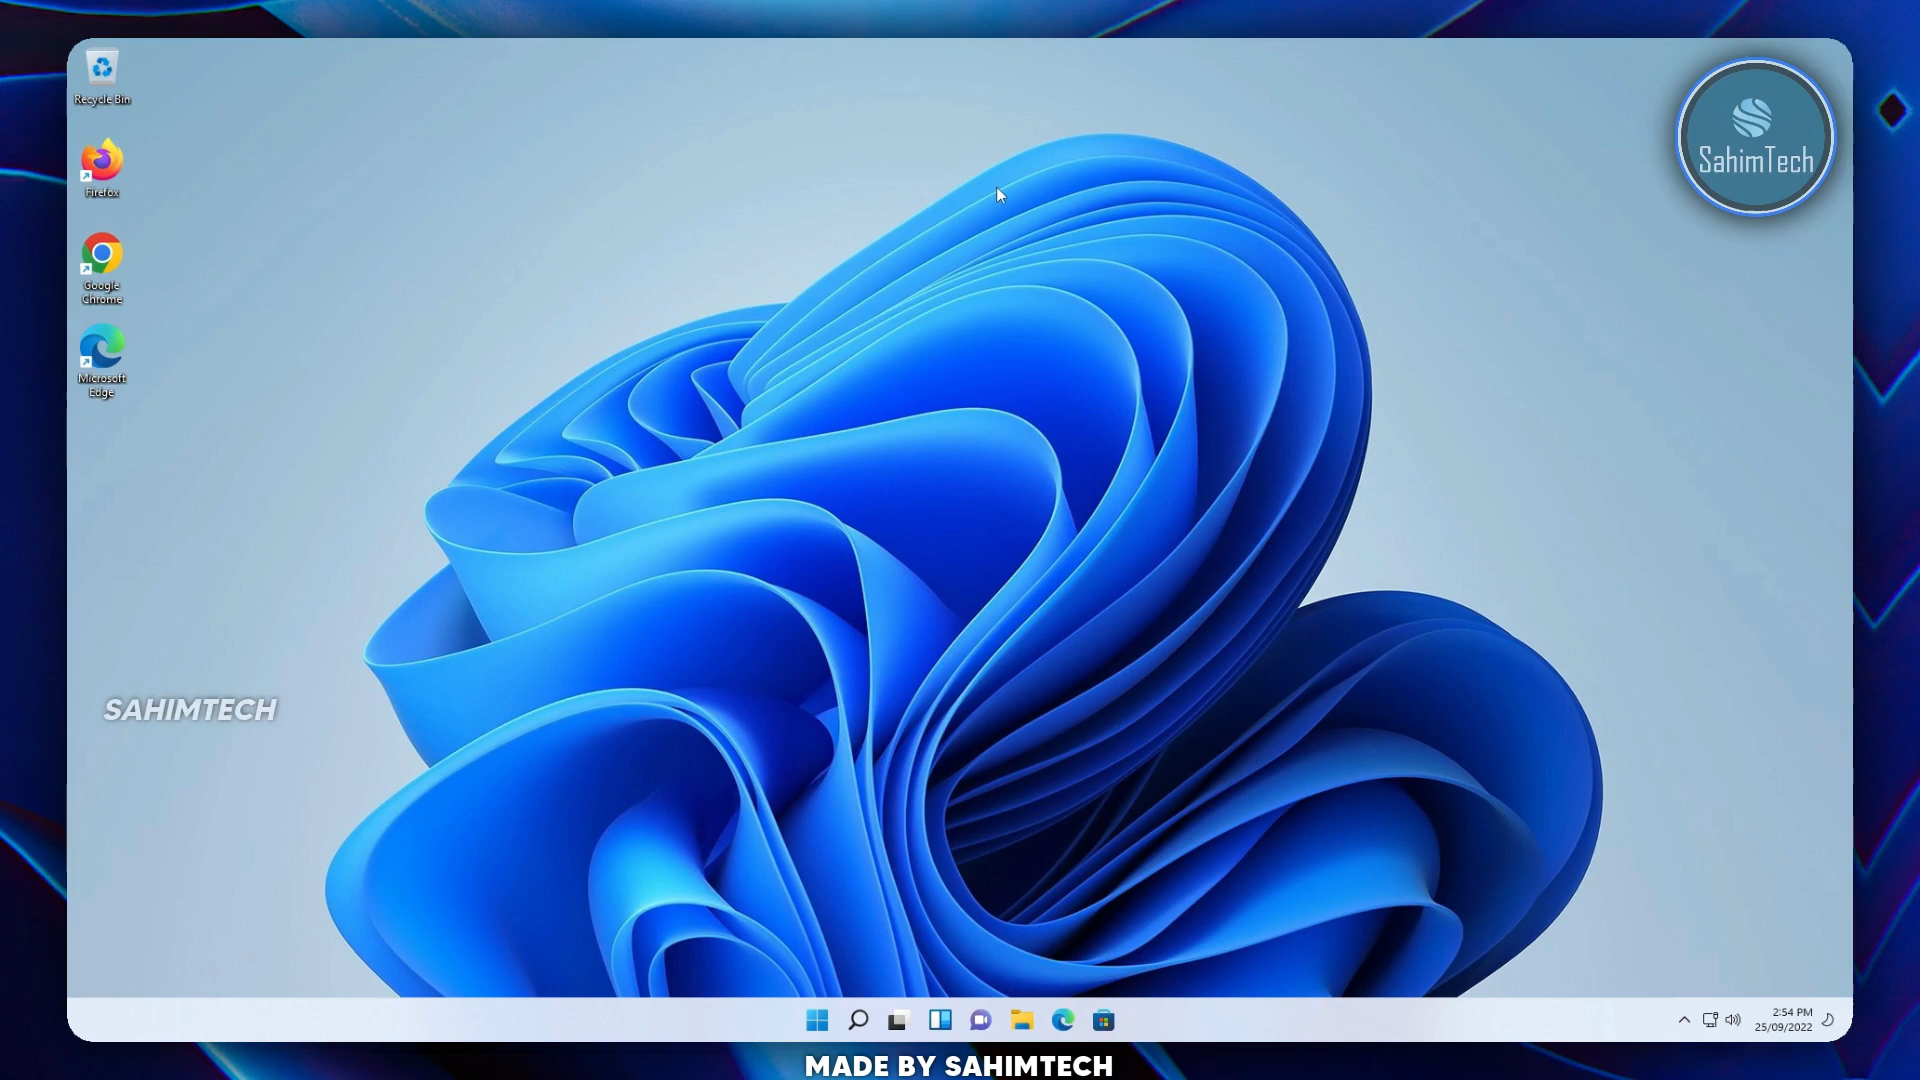 Recycle Bin
Firefox
Google
Chrome
Microsoft
Edge
SahimTech
SAHIMTECH
2:54 PM
25/09/2022
MADE BY SAHIMTECH